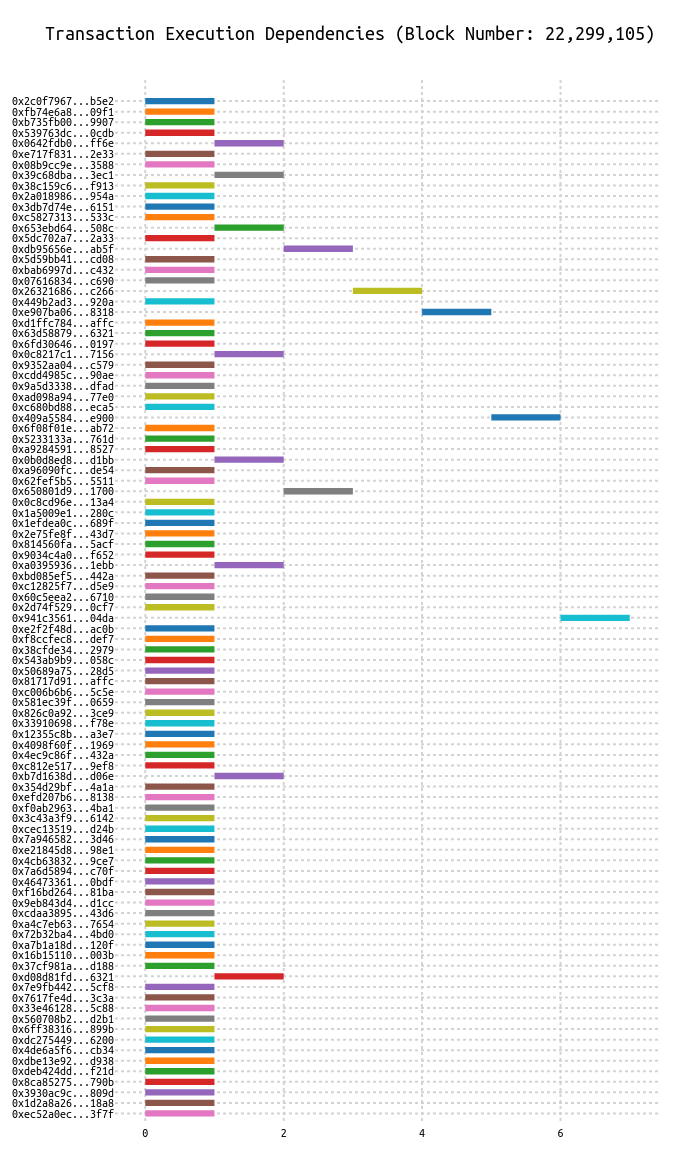 Transaction Execution Dependencies (Block Number: 22,299,105)
0x2c0f7967...b5e2
0xfb74e6a8...09f1
0xb735fb00...9907
0x539763dc...0cdb
0x0642fdb0...ff6e
0xe717f831...2e33
0x08b9cc9e...3588
0x39c68dba...3ec1
0x38c159c6...f913
0x2a018986...954a
0x3db7d74e...6151
0xc5827313...533c
0x653ebd64...508c
0x5dc702a7...2a33
0xdb95656e...ab5f
0x5d59bb41...cd08
0xbab6997d...c432
0x07616834...c690
0x26321686...c266
0x449b2ad3...920a
0xe907ba06...8318
0xd1ffc784...affc
0x63d58879...6321
0x6fd30646...0197
0x0c8217c1...7156
0x9352aa04...c579
0xcdd4985c...90ae
0x9a5d3338...dfad
0xad098a94...77e0
0xc680bd88...eca5
0x409a5584...e900
0x6f08f01e...ab72
0x5233133a...761d
0xa9284591...8527
0x0b0d8ed8...d1bb
0xa96090fc...de54
0x62fef5b5...5511
0x650801d9...1700
0x0c8cd96e...13a4
0x1a5009e1...280c
0x1efdea0c...689f
0x2e75fe8f...43d7
0x814560fa...5acf
0x9034c4a0...f652
0xa0395936...1ebb
0xbd085ef5...442a
0xc12825f7...d5e9
0x60c5eea2...6710
0x2d74f529...0cf7
0x941c3561...04da
0xe2f2f48d...ac0b
0xf8ccfec8...def7
0x38cfde34...2979
0x543ab9b9...058c
0x50689a75...28d5
0x81717d91...affc
0xc006b6b6...5c5e
0x581ec39f...0659
0x826c0a92...3ce9
0x33910698...f78e
0x12355c8b...a3e7
0x4098f60f...1969
0x4ec9c86f...432a
0xc812e517...9ef8
0xb7d1638d...d06e
0x354d29bf...4a1a
0xefd207b6...8138
0xf0ab2963...4ba1
0x3c43a3f9...6142
0xcec13519...d24b
0x7a946582...3d46
0xe21845d8...98e1
0x4cb63832...9ce7
0x7a6d5894...c70f
0x46473361...0bdf
0xf16bd264...81ba
0x9eb843d4...d1cc
0xcdaa3895...43d6
0xa4c7eb63...7654
0x72b32ba4...4bd0
0xa7b1a18d...120f
0x16b15110...003b
0x37cf981a...d188
0xd08d81fd...6321
0x7e9fb442...5cf8
0x7617fe4d...3c3a
0x33e46128...5c88
0x560708b2...d2b1
0x6ff38316...899b
0xdc275449...6200
0x4de6a5f6...cb34
0xdbe13e92...d938
0xdeb424dd...f21d
0x8ca85275...790b
0x3930ac9c...809d
0x1d2a8a26...18a8
0xec52a0ec...3f7f
0 2 4 6